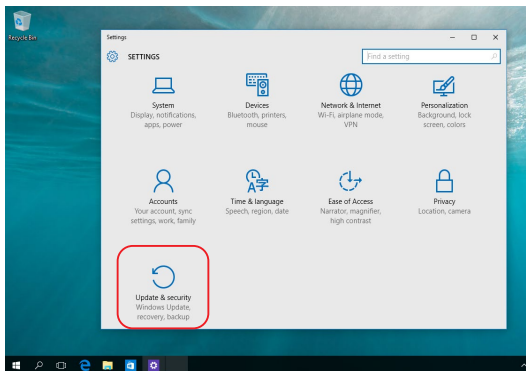 Recycle Bin
Settings
SETTINGS
Find a setting
System
Display, notifications,
apps, power
Devices
Bluetooth, printers,
mouse
Network & Internet
Wi-Fi, airplane mode,
VPN
Personalization
Background, lock
screen, colors
Accounts
Your account, sync
settings, work, family
Time & language
Speech, region, date
Ease of Access
Narrator, magnifier,
high contrast
Privacy
Location, camera
Update & security
Windows Update,
recovery, backup